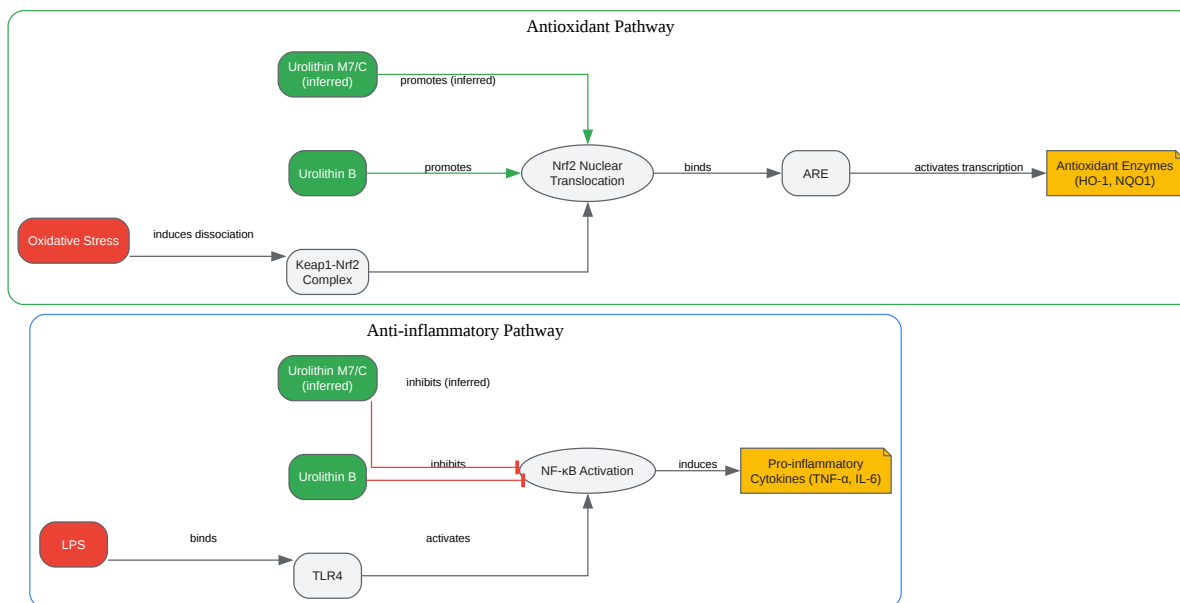 Antioxidant Pathway
Urolithin M7/C
(inferred)
promotes (inferred)
Urolithin B
promotes
Nrf2 Nuclear
Translocation
binds
ARE
activates transcription
Antioxidant Enzymes
(HO-1, NQO1)
Oxidative Stress
induces dissociation
Keap1-Nrf2
Complex
Anti-inflammatory Pathway
Urolithin M7/C
(inferred)
inhibits (inferred)
Urolithin B
inhibits
NF-κB Activation
induces
Pro-inflammatory
Cytokines (TNF-α, IL-6)
LPS
binds
TLR4
activates